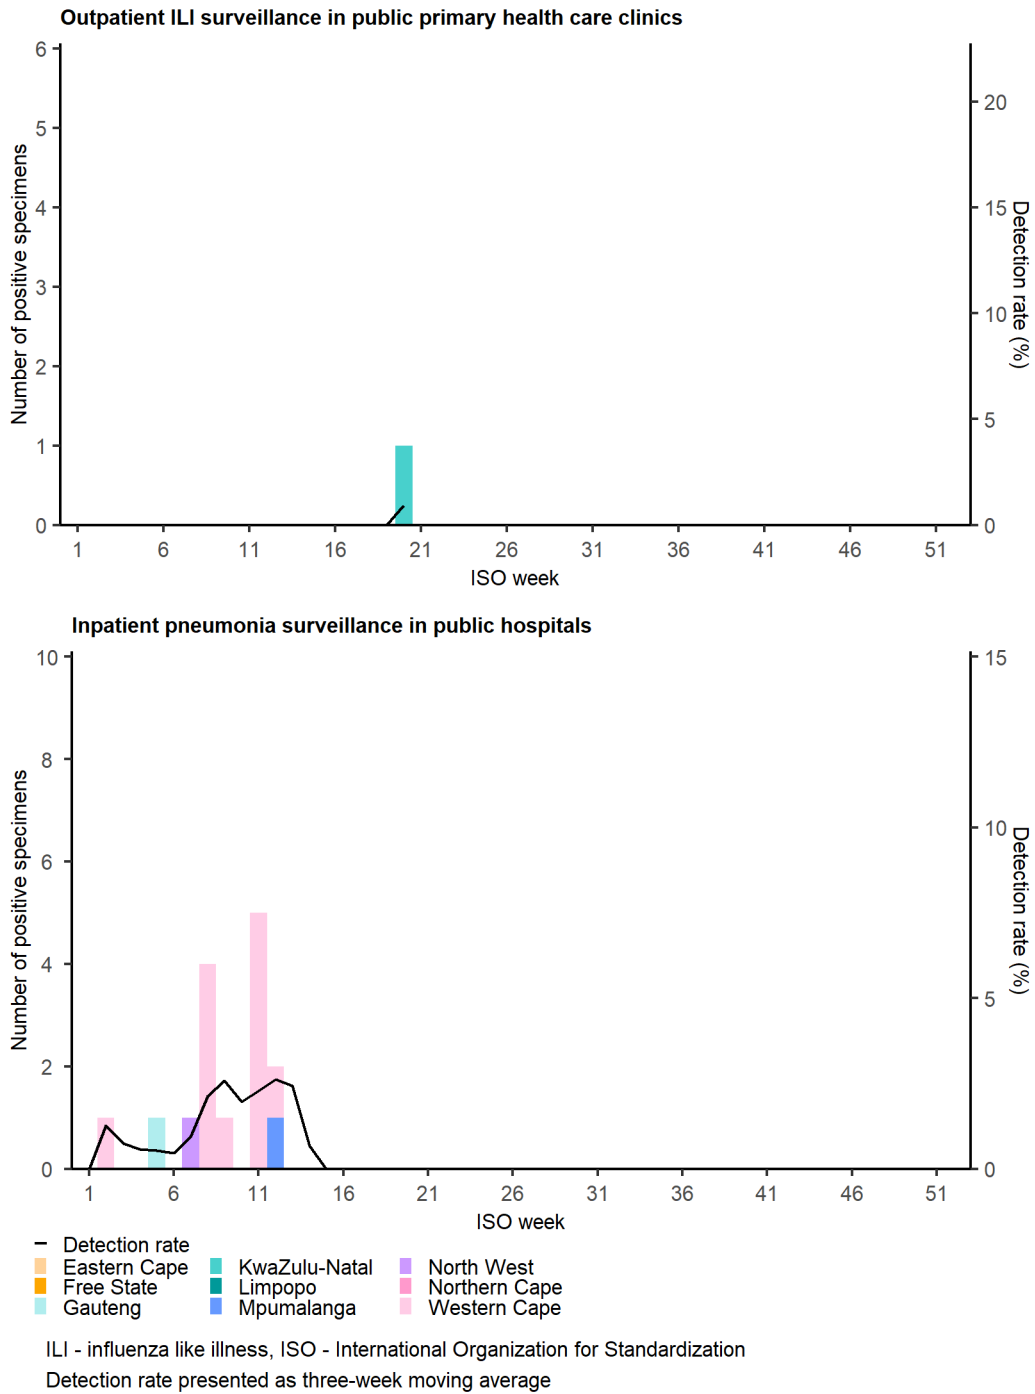 Outpatient ILI surveillance in public primary health care clinics
6
5
4
3
2
1
0
Number of positive specimens
20
15
10
5
0
Detection rate (%)
1 6 11 16 21 26 31 36 41 46 51
ISO week
Inpatient pneumonia surveillance in public hospitals
10
8
6
4
2
0
Number of positive specimens
15
10
5
0
Detection rate (%)
1 6 11 16 21 26 31 36 41 46 51
ISO week
Detection rate
Eastern Cape KwaZulu-Natal North West
Free State Limpopo Northern Cape
Gauteng Mpumalanga Western Cape
ILI - influenza like illness, ISO - International Organization for Standardization
Detection rate presented as three-week moving average